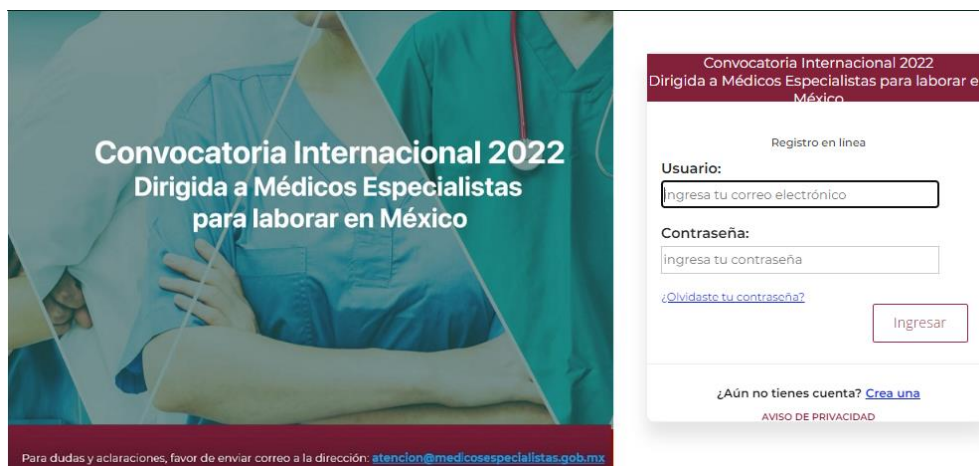 Convocatoria Internacional 2022
Dirigida a Médicos Especialistas
para laborar en México
Para dudas y aclaraciones, favor de enviar correo a la dirección: atencion@medicosespecialistas.gob.mx
Convocatoria Internacional 2022
Dirigida a Médicos Especialistas para laborar e
México
Registro en línea
Usuario:
ingresa tu correo electrónico
Contraseña:
ingresa tu contraseña
¿Olvidaste tu contraseña?
Ingresar
¿Aún no tienes cuenta? Crea una
AVISO DE PRIVACIDAD